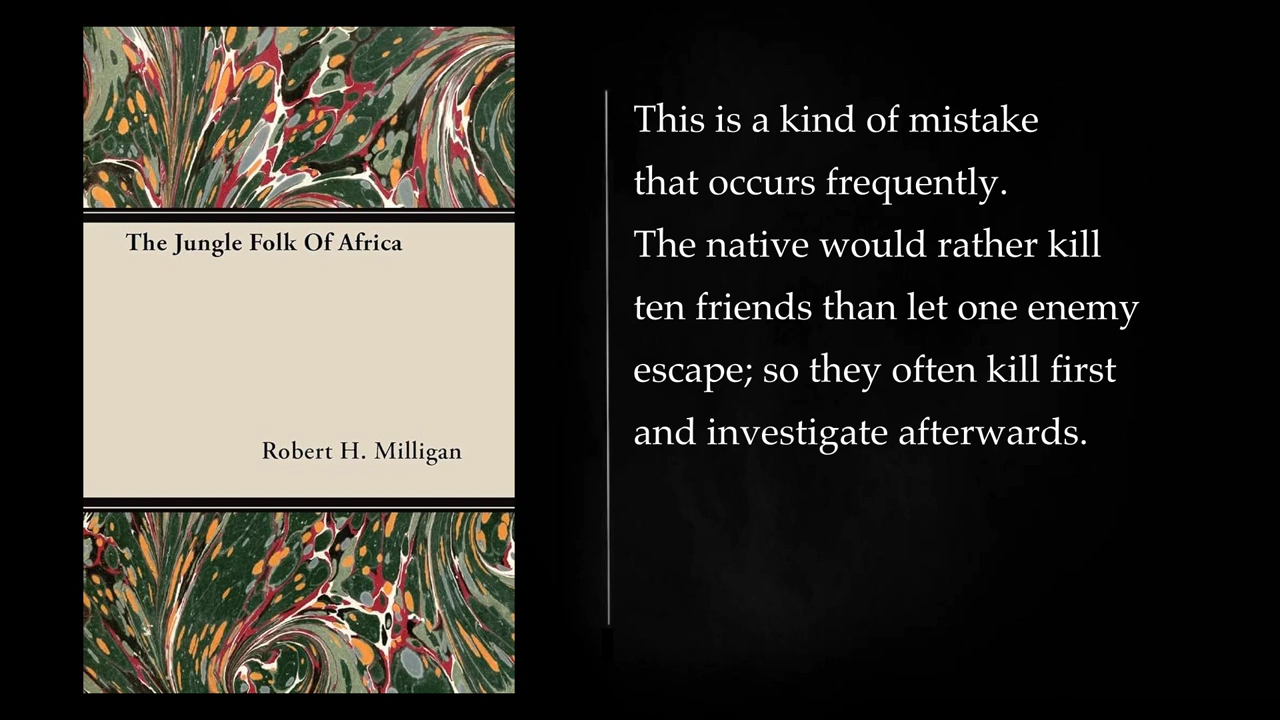 The Jungle Folk Of Africa
Robert H. Milligan
This is a kind of mistake
that occurs frequently.
The native would rather kill
ten friends than let one enemy
escape; so they often kill first
and investigate afterwards.